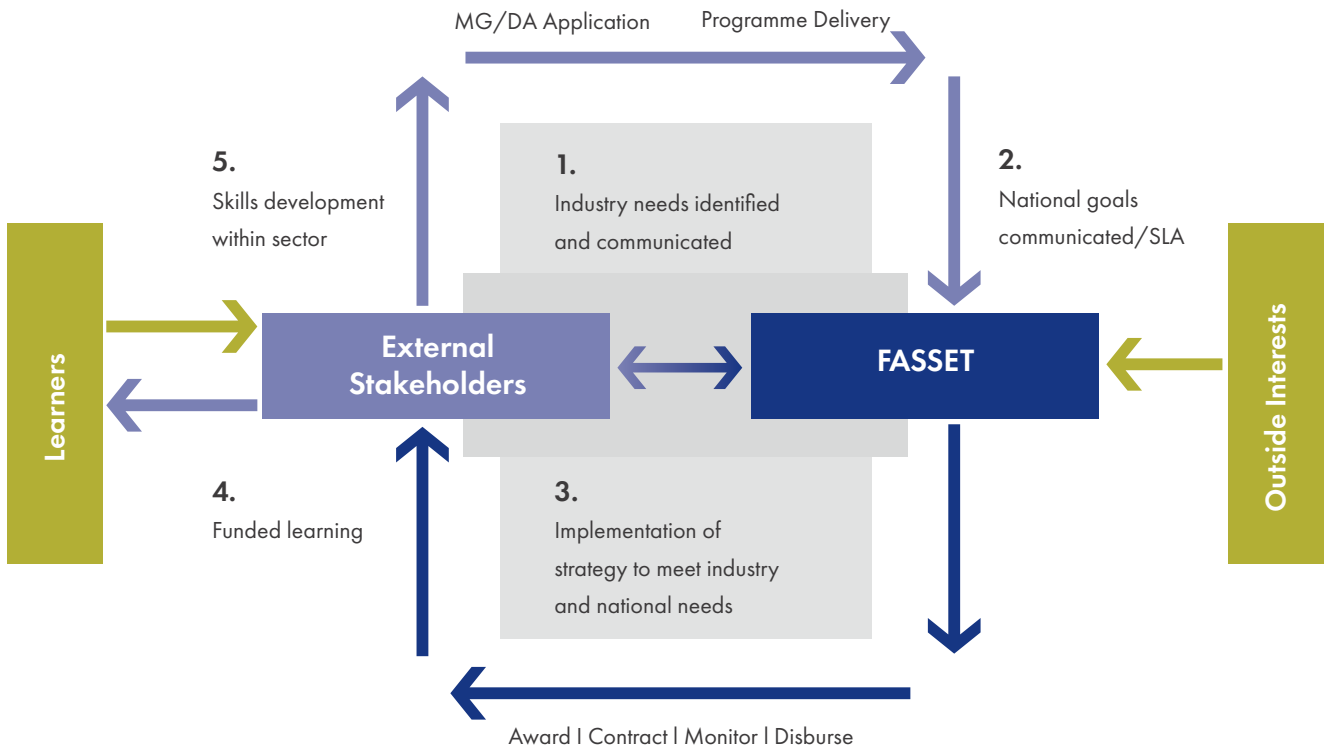 MG/DA Application
Programme Delivery
5.
Skills development
within sector
1.
Industry needs identified
and communicated
2.
National goals
communicated/SLA
Learners
External
Stakeholders
FASSET
Outside Interests
4.
Funded learning
3.
Implementation of
strategy to meet industry
and national needs
Award I Contract l Monitor l Disburse